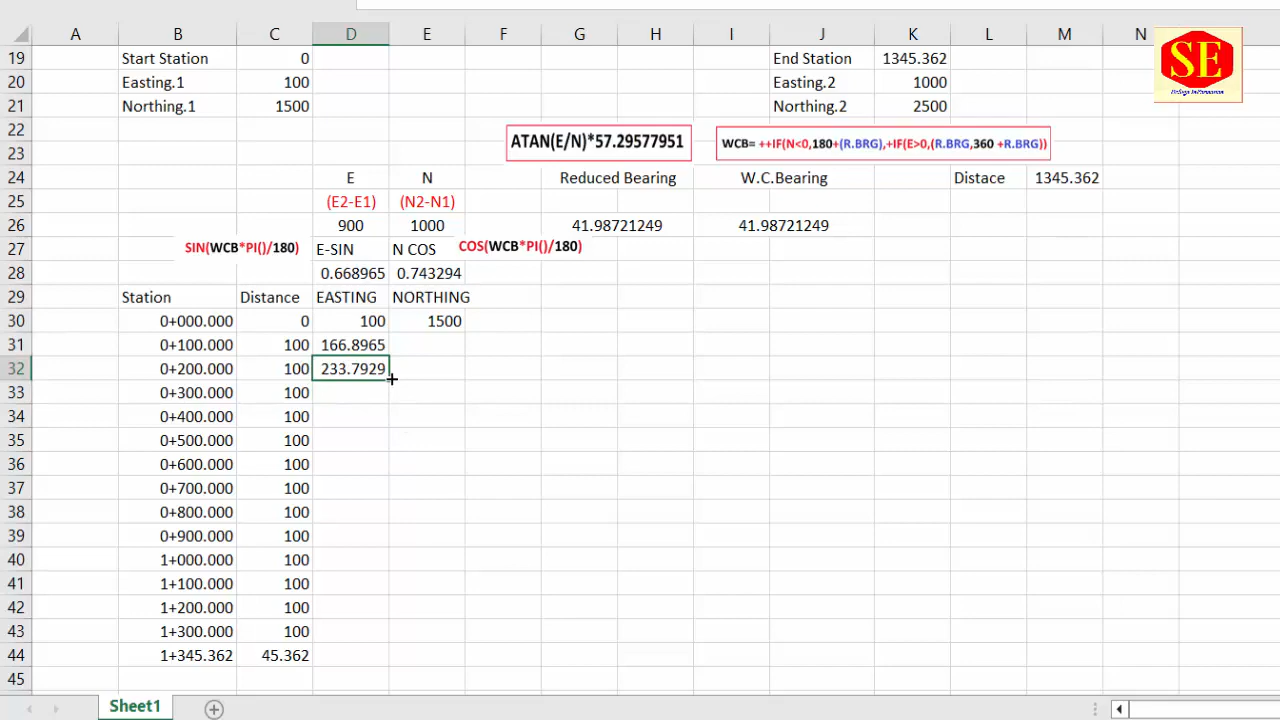 A B C D E F G H I J K L M N
SE
Design Information
19 Start Station 0 End Station 1345.362
20 Easting.1 100 Easting.2 1000
21 Northing.1 1500 Northing.2 2500
22 ATAN(E/N)*57.29577951 WCB= ++IF(N<0,180+(R.BRG),+IF(E>0,(R.BRG,360 +R.BRG))
23
24 E N Reduced Bearing W.C.Bearing Distace 1345.362
25 (E2-E1) (N2-N1)
26 900 1000 41.98721249 41.98721249
27 SIN(WCB*PI()/180) E-SIN N COS COS(WCB*PI()/180)
28 0.668965 0.743294
29 Station Distance EASTING NORTHING
30 0+000.000 0 100 1500
31 0+100.000 100 166.8965
32 0+200.000 100 233.7929
33 0+300.000 100
34 0+400.000 100
35 0+500.000 100
36 0+600.000 100
37 0+700.000 100
38 0+800.000 100
39 0+900.000 100
40 1+000.000 100
41 1+100.000 100
42 1+200.000 100
43 1+300.000 100
44 1+345.362 45.362
45
Sheet1